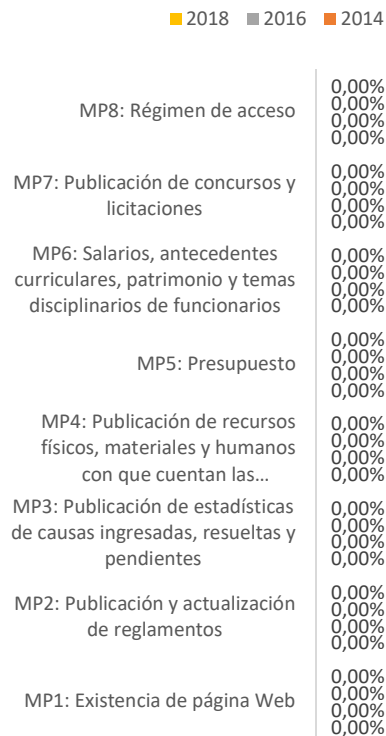 2018 2016 2014
MP8: Régimen de acceso
0,00%
0,00%
0,00%
0,00%
MP7: Publicación de concursos y
licitaciones
0,00%
0,00%
0,00%
0,00%
MP6: Salarios, antecedentes
curriculares, patrimonio y temas
disciplinarios de funcionarios
0,00%
0,00%
0,00%
0,00%
MP5: Presupuesto
0,00%
0,00%
0,00%
0,00%
MP4: Publicación de recursos
físicos, materiales y humanos
con que cuentan las…
0,00%
0,00%
0,00%
0,00%
MP3: Publicación de estadísticas
de causas ingresadas, resueltas y
pendientes
0,00%
0,00%
0,00%
0,00%
MP2: Publicación y actualización
de reglamentos
0,00%
0,00%
0,00%
0,00%
MP1: Existencia de página Web
0,00%
0,00%
0,00%
0,00%